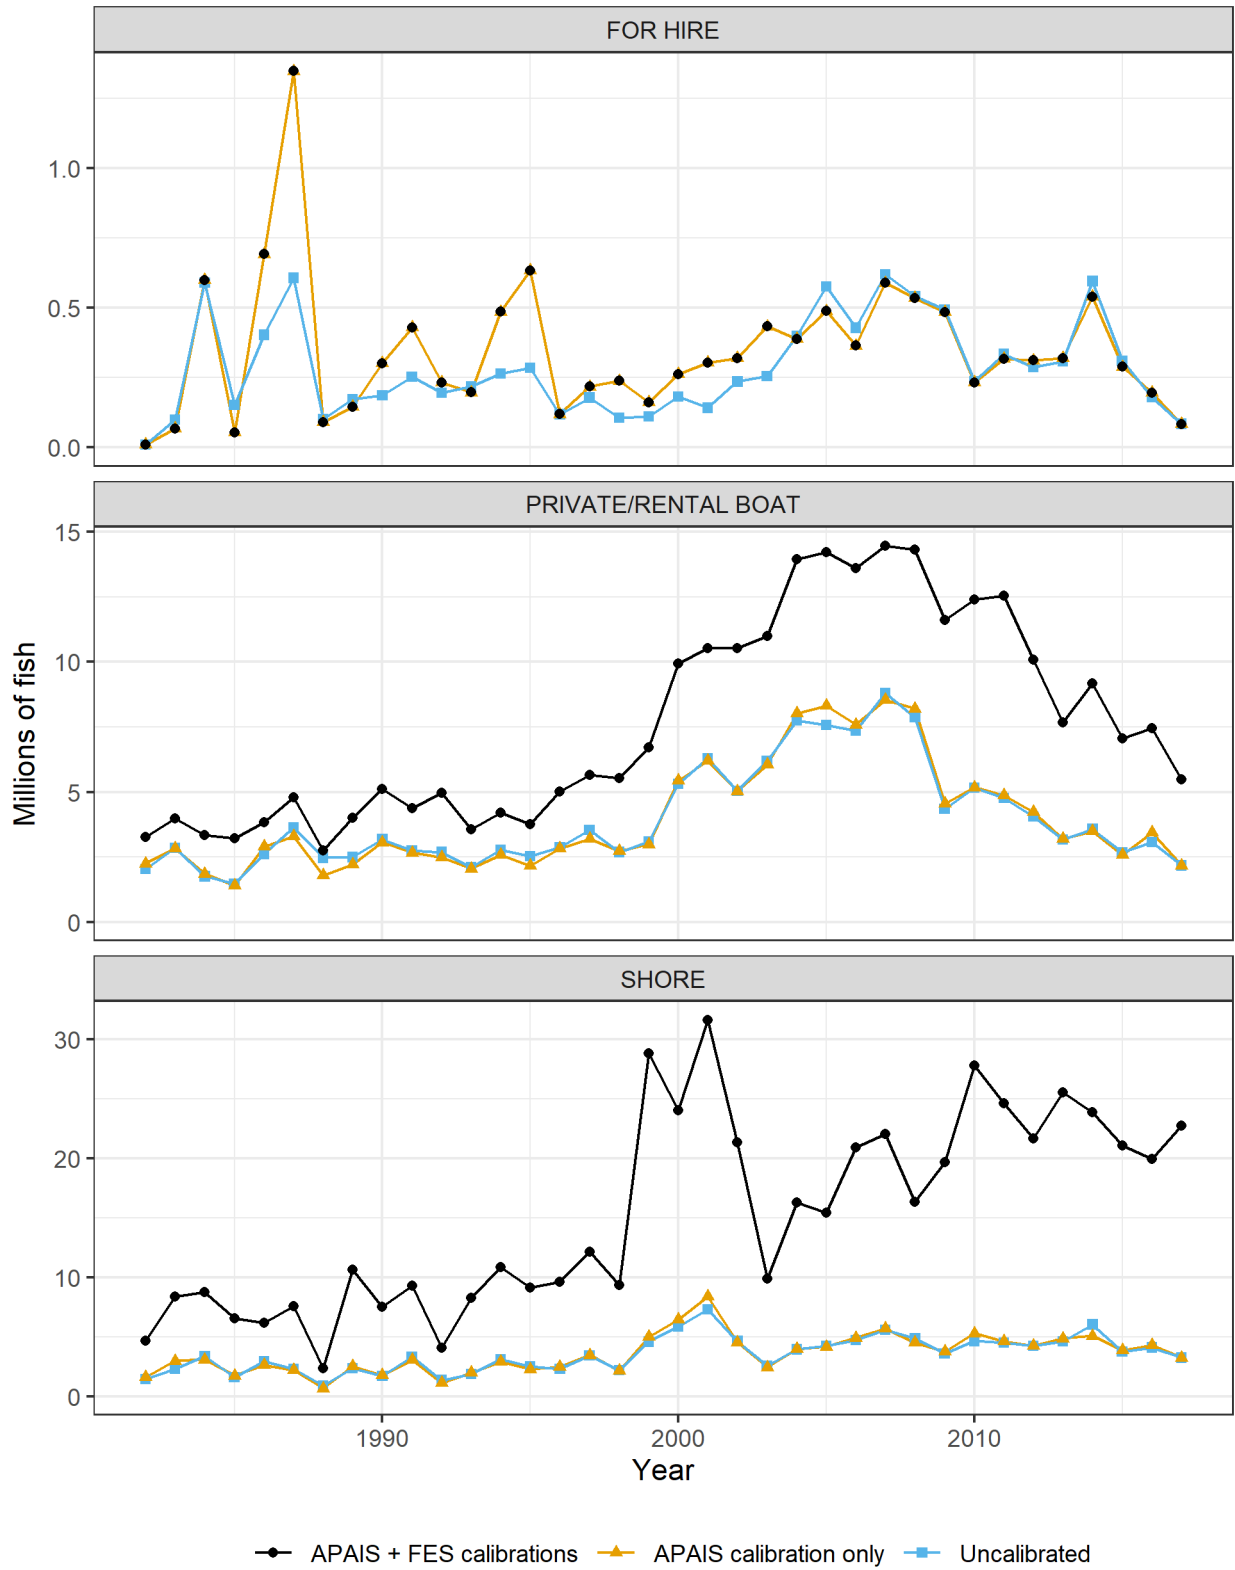 FOR HIRE
1.0
0.5
0.0
PRIVATE/RENTAL BOAT
15
10
5
0
Millions of fish
SHORE
30
20
10
0
1990 2000 2010
Year
APAIS + FES calibrations APAIS calibration only Uncalibrated